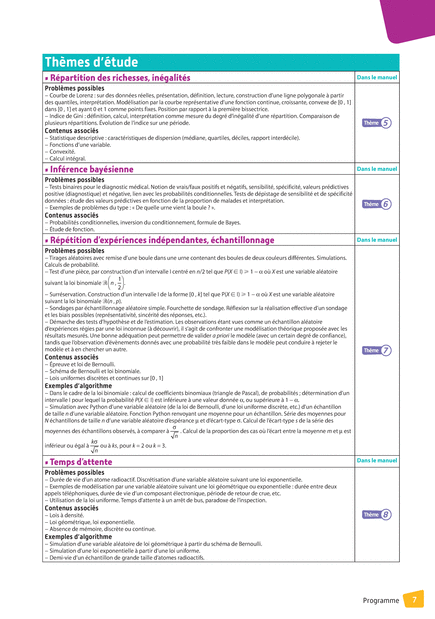 Thèmes d'étude
• Répartition des richesses, inégalités
Dans le manuel
Problèmes possibles
– Courbe de Lorenz : sur des données réelles, présentation, définition, lecture, construction d'une ligne polygonale à partir
des quantiles, interprétation. Modélisation par la courbe représentative d'une fonction continue, croissante, convexe de [0 , 1]
dans [0 , 1] et ayant 0 et 1 comme points fixes. Position par rapport à la première bissectrice.
– Indice de Gini : définition, calcul, interprétation comme mesure du degré d'inégalité d'une répartition. Comparaison de
plusieurs répartitions. Évolution de l'indice sur une période.
Contenus associés
– Statistique descriptive : caractéristiques de dispersion (médiane, quartiles, déciles, rapport interdécile).
– Fonctions d'une variable.
– Convexité.
– Calcul intégral.
Thème 5
• Inférence bayésienne
Dans le manuel
Problèmes possibles
– Tests binaires pour le diagnostic médical. Notion de vrais/faux positifs et négatifs, sensibilité, spécificité, valeurs prédictives
positive (diagnostique) et négative, lien avec les probabilités conditionnelles. Tests de dépistage de sensibilité et de spécificité
données : étude des valeurs prédictives en fonction de la proportion de malades et interprétation.
– Exemples de problèmes du type : « De quelle urne vient la boule ? ».
Contenus associés
– Probabilités conditionnelles, inversion du conditionnement, formule de Bayes.
– Étude de fonction.
Thème 6
• Répétition d'expériences indépendantes, échantillonnage
Dans le manuel
Problèmes possibles
– Tirages aléatoires avec remise d'une boule dans une urne contenant des boules de deux couleurs différentes. Simulations.
Calculs de probabilité.
– Test d'une pièce, par construction d'un intervalle I centré en n/2 tel que P(X ∈ I) ⩾ 1 – α où X est une variable aléatoire
suivant la loi binomiale ℬ(n , 1/2).
– Surréservation. Construction d'un intervalle I de la forme [0 , k] tel que P(X ∈ I) ⩾ 1 – α où X est une variable aléatoire
suivant la loi binomiale ℬ(n , p).
– Sondages par échantillonnage aléatoire simple. Fourchette de sondage. Réflexion sur la réalisation effective d'un sondage
et les biais possibles (représentativité, sincérité des réponses, etc.).
– Démarche des tests d'hypothèse et de l'estimation. Les observations étant vues comme un échantillon aléatoire
d'expériences régies par une loi inconnue (à découvrir), il s'agit de confronter une modélisation théorique proposée avec les
résultats mesurés. Une bonne adéquation peut permettre de valider a priori le modèle (avec un certain degré de confiance),
tandis que l'observation d'évènements donnés avec une probabilité très faible dans le modèle peut conduire à rejeter le
modèle et à en chercher un autre.
Contenus associés
– Épreuve et loi de Bernoulli.
– Schéma de Bernoulli et loi binomiale.
– Lois uniformes discrètes et continues sur [0 , 1]
Exemples d'algorithme
– Dans le cadre de la loi binomiale : calcul de coefficients binomiaux (triangle de Pascal), de probabilités ; détermination d'un
intervalle I pour lequel la probabilité P(X ∈ I) est inférieure à une valeur donnée α, ou supérieure à 1 – α.
– Simulation avec Python d'une variable aléatoire (de la loi de Bernoulli, d'une loi uniforme discrète, etc.) d'un échantillon
de taille n d'une variable aléatoire. Fonction Python renvoyant une moyenne pour un échantillon. Série des moyennes pour
N échantillons de taille n d'une variable aléatoire d'espérance μ et d'écart-type σ. Calcul de l'écart-type s de la série des
moyennes des échantillons observés, à comparer à σ/√n. Calcul de la proportion des cas où l'écart entre la moyenne m et μ est
inférieur ou égal à kσ/√n ou à ks, pour k = 2 ou k = 3.
Thème 7
• Temps d'attente
Dans le manuel
Problèmes possibles
– Durée de vie d'un atome radioactif. Discrétisation d'une variable aléatoire suivant une loi exponentielle.
– Exemples de modélisation par une variable aléatoire suivant une loi géométrique ou exponentielle : durée entre deux
appels téléphoniques, durée de vie d'un composant électronique, période de retour de crue, etc.
– Utilisation de la loi uniforme. Temps d'attente à un arrêt de bus, paradoxe de l'inspection.
Contenus associés
– Lois à densité.
– Loi géométrique, loi exponentielle.
– Absence de mémoire, discrète ou continue.
Exemples d'algorithme
– Simulation d'une variable aléatoire de loi géométrique à partir du schéma de Bernoulli.
– Simulation d'une loi exponentielle à partir d'une loi uniforme.
– Demi-vie d'un échantillon de grande taille d'atomes radioactifs.
Thème 8
Programme 7